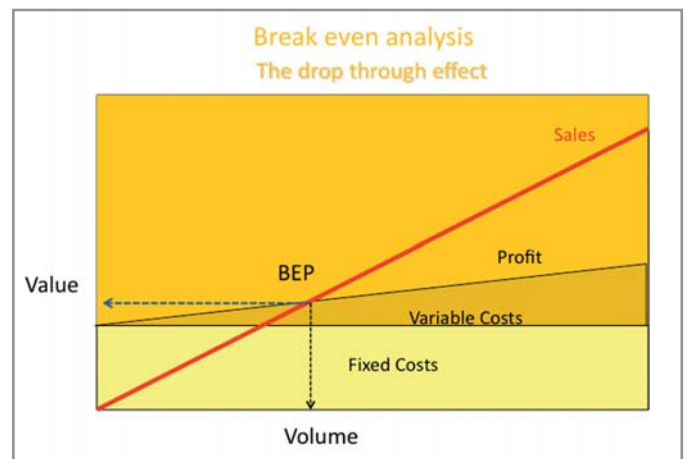 Break even analysis
The drop through effect
Sales
Profit
BEP
Value
Variable Costs
Fixed Costs
Volume